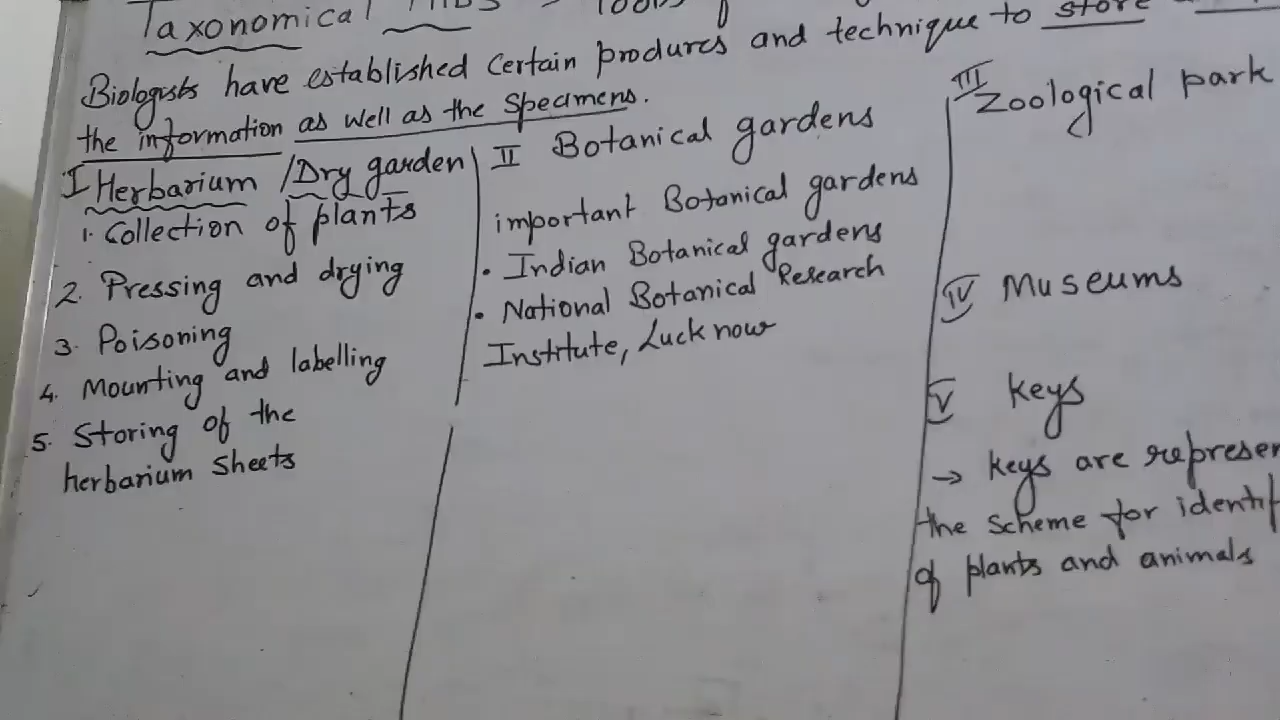 Taxonomical
Biologists have established certain produres and technique to store
the information as well as the specimens.
I Herbarium / Dry garden
1. Collection of plants
2. Pressing and drying
3. Poisoning
4. Mounting and labelling
5. Storing of the
herbarium sheets
II Botanical gardens
important Botanical gardens
• Indian Botanical gardens
• National Botanical Research
Institute, Lucknow
III Zoological park
IV Museums
V keys
→ keys are represen
the scheme for identif
of plants and animals